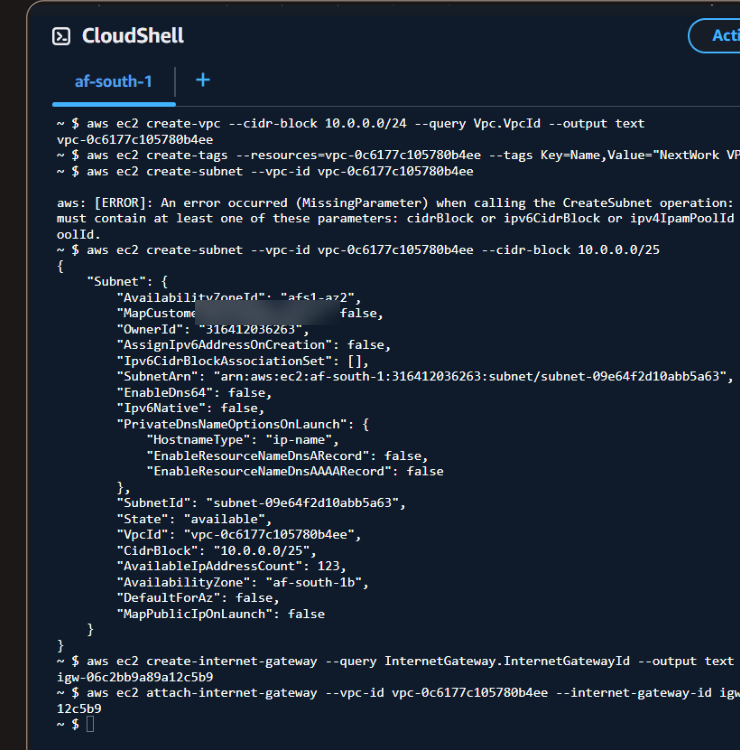 CloudShell
Acti
af-south-1
+
~ $ aws ec2 create-vpc --cidr-block 10.0.0.0/24 --query Vpc.VpcId --output text
vpc-0c6177c105780b4ee
~ $ aws ec2 create-tags --resources=vpc-0c6177c105780b4ee --tags Key=Name,Value="NextWork VP
~ $ aws ec2 create-subnet --vpc-id vpc-0c6177c105780b4ee
aws: [ERROR]: An error occurred (MissingParameter) when calling the CreateSubnet operation:
must contain at least one of these parameters: cidrBlock or ipv6CidrBlock or ipv4IpamPoolId
oolId.
~ $ aws ec2 create-subnet --vpc-id vpc-0c6177c105780b4ee --cidr-block 10.0.0.0/25
{
"Subnet": {
"AvailabilityZoneId": "afs1-az2",
"MapCustome false,
"OwnerId": "316412036263",
"AssignIpv6AddressOnCreation": false,
"Ipv6CidrBlockAssociationSet": [],
"SubnetArn": "arn:aws:ec2:af-south-1:316412036263:subnet/subnet-09e64f2d10abb5a63",
"EnableDns64": false,
"Ipv6Native": false,
"PrivateDnsNameOptionsOnLaunch": {
"HostnameType": "ip-name",
"EnableResourceNameDnsARecord": false,
"EnableResourceNameDnsAAAARecord": false
},
"SubnetId": "subnet-09e64f2d10abb5a63",
"State": "available",
"VpcId": "vpc-0c6177c105780b4ee",
"CidrBlock": "10.0.0.0/25",
"AvailableIpAddressCount": 123,
"AvailabilityZone": "af-south-1b",
"DefaultForAz": false,
"MapPublicIpOnLaunch": false
}
}
~ $ aws ec2 create-internet-gateway --query InternetGateway.InternetGatewayId --output text
igw-06c2bb9a89a12c5b9
~ $ aws ec2 attach-internet-gateway --vpc-id vpc-0c6177c105780b4ee --internet-gateway-id igw
12c5b9
~ $